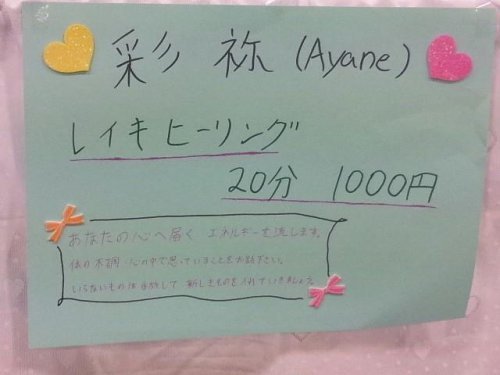 彩祢 (Ayane)
レイキヒーリング
20分 1000円
あなたの心へ届く エネルギーを流します。
体の不調、心の中で思っていることをお話下さい。
いらないものは手放して 新しきものを入れていきましょう。